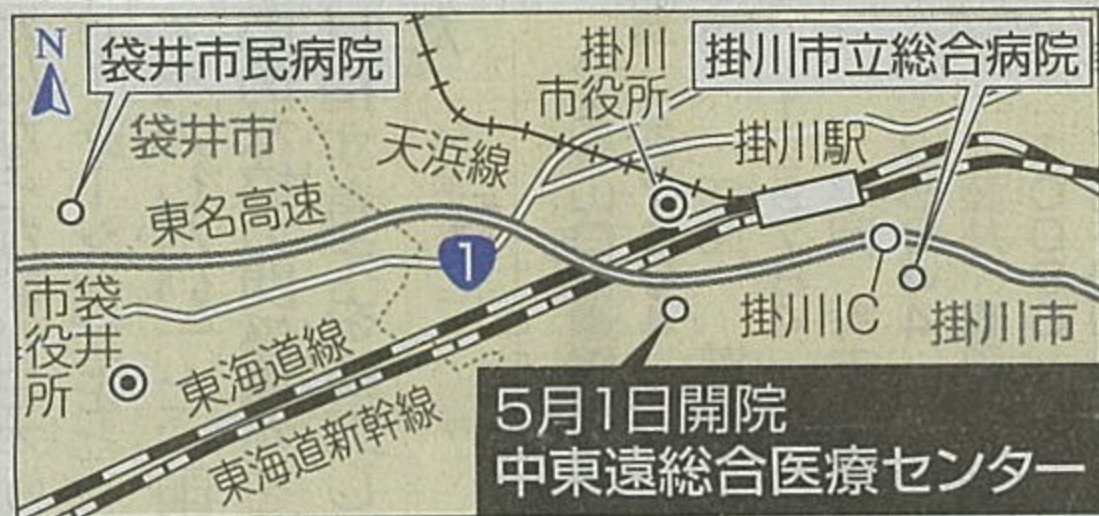 N
袋井市民病院
掛川
市役所
掛川市立総合病院
袋井市
天浜線
掛川駅
東名高速
1
市袋
役井
所
掛川IC
掛川市
東海道線
東海道新幹線
5月1日開院
中東遠総合医療センター